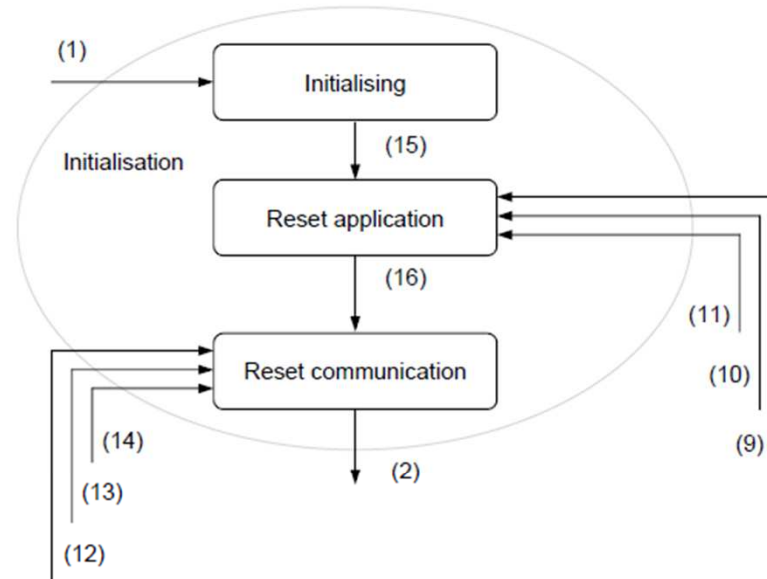 (1)
Initialising
(15)
Initialisation
Reset application
(16)
(11)
Reset communication
(10)
(14)
(2)
(9)
(13)
(12)